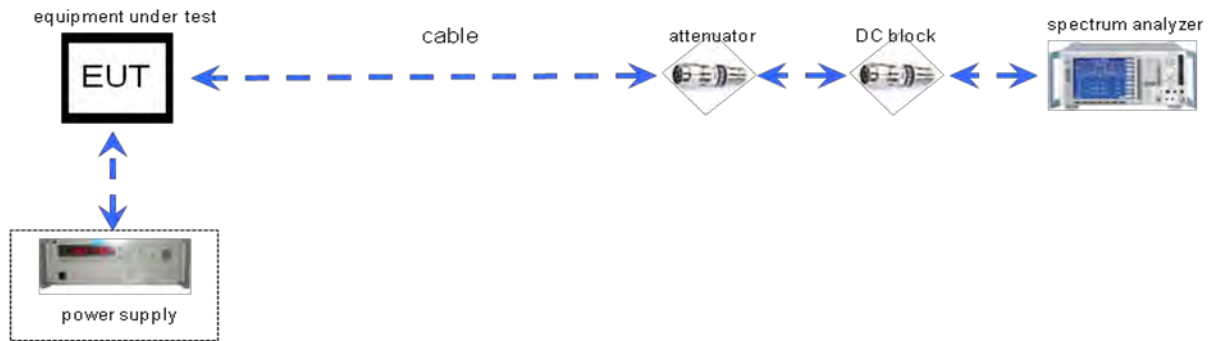 equipment under test
EUT
cable
attenuator
DC block
spectrum analyzer
power supply